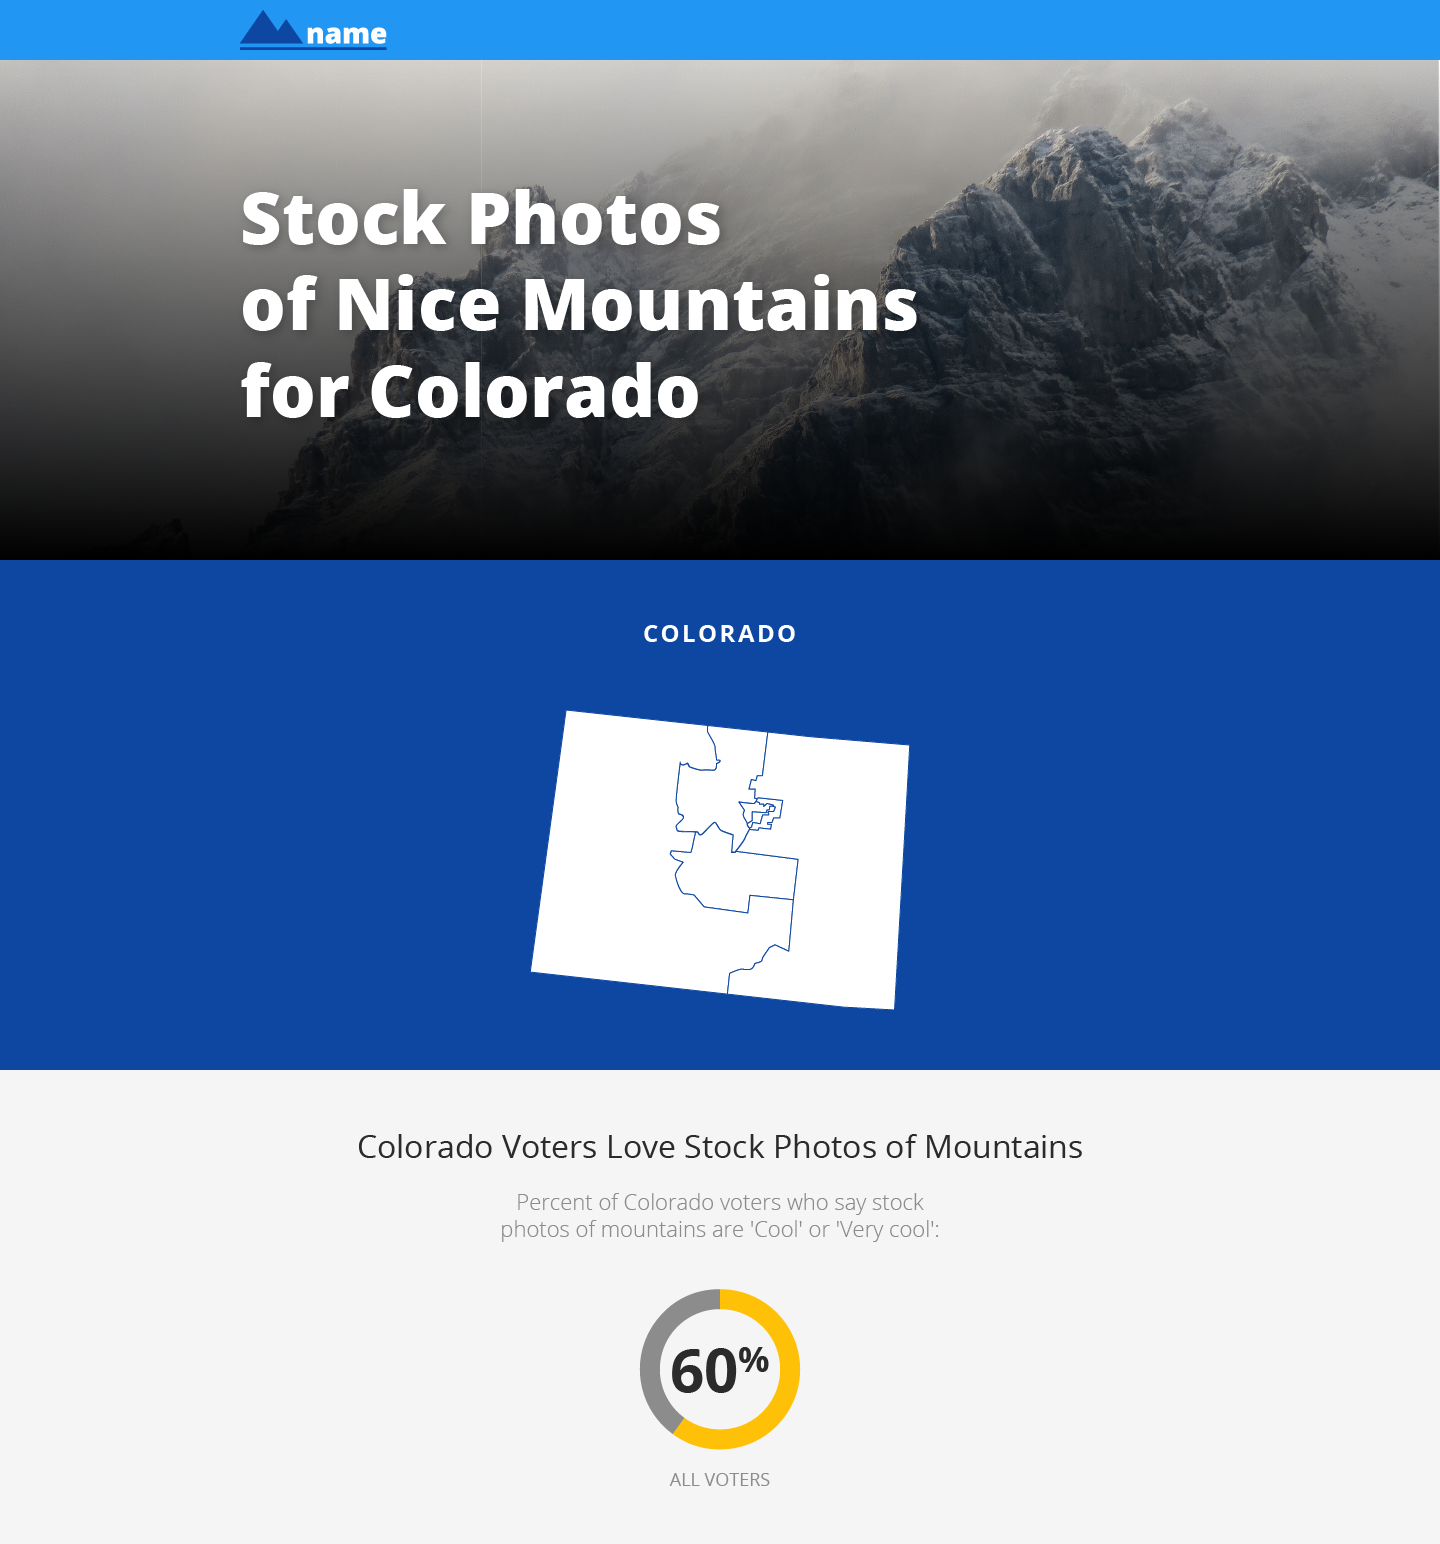 name
Stock Photos
of Nice Mountains
for Colorado
COLORADO
Colorado Voters Love Stock Photos of Mountains
Percent of Colorado voters who say stock
photos of mountains are 'Cool' or 'Very cool':
60%
ALL VOTERS